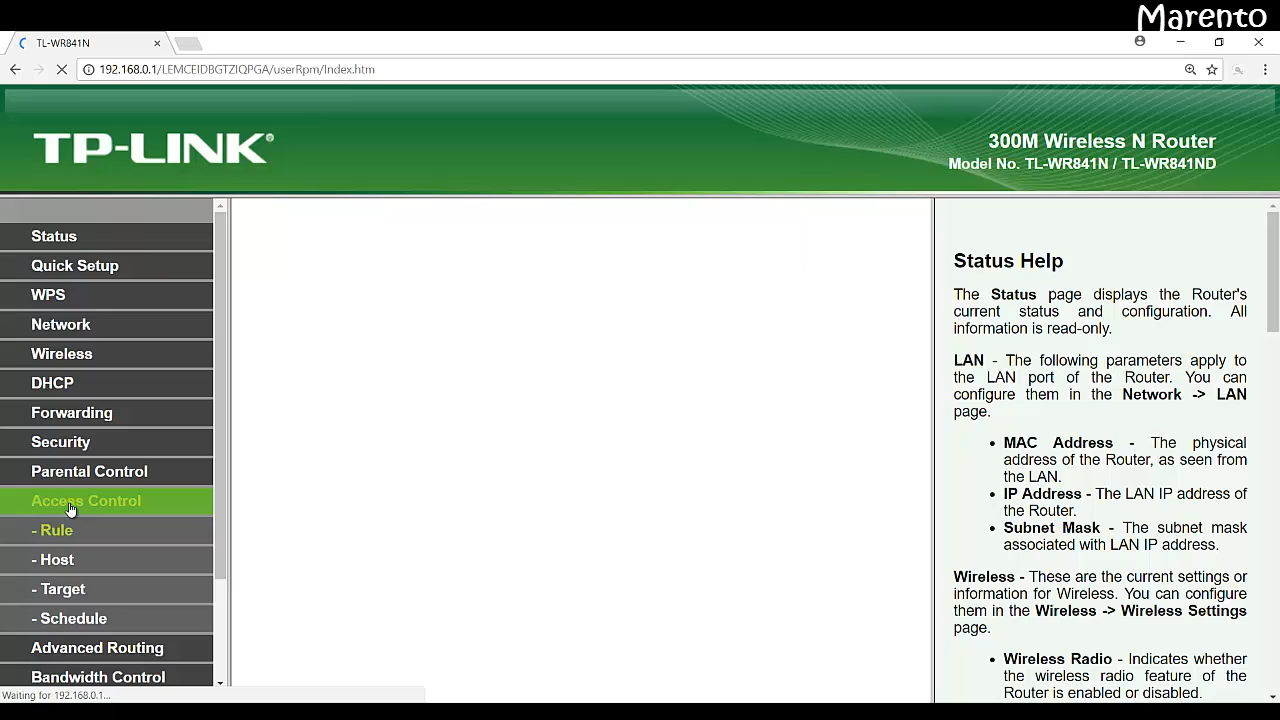 Marento
TL-WR841N
192.168.0.1/LEMCEIDBGTZIQPGA/userRpm/Index.htm
TP-LINK®
300M Wireless N Router
Model No. TL-WR841N / TL-WR841ND
Status
Quick Setup
WPS
Network
Wireless
DHCP
Forwarding
Security
Parental Control
Access Control
- Rule
- Host
- Target
- Schedule
Advanced Routing
Bandwidth Control
Waiting for 192.168.0.1...
Status Help
The Status page displays the Router's
current status and configuration. All
information is read-only.
LAN - The following parameters apply to
the LAN port of the Router. You can
configure them in the Network -> LAN
page.
• MAC Address - The physical
address of the Router, as seen from
the LAN.
• IP Address - The LAN IP address of
the Router.
• Subnet Mask - The subnet mask
associated with LAN IP address.
Wireless - These are the current settings or
information for Wireless. You can configure
them in the Wireless -> Wireless Settings
page.
• Wireless Radio - Indicates whether
the wireless radio feature of the
Router is enabled or disabled.